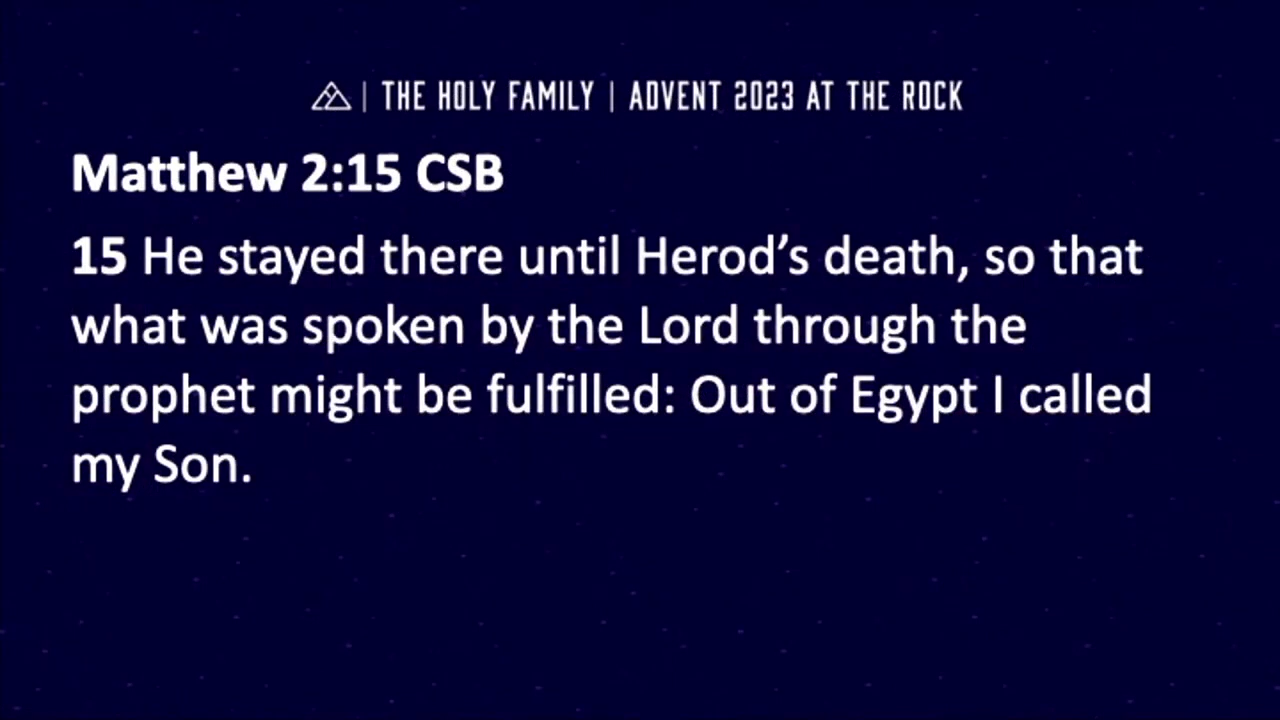 | THE HOLY FAMILY | ADVENT 2023 AT THE ROCK
Matthew 2:15 CSB
15 He stayed there until Herod’s death, so that
what was spoken by the Lord through the
prophet might be fulfilled: Out of Egypt I called
my Son.